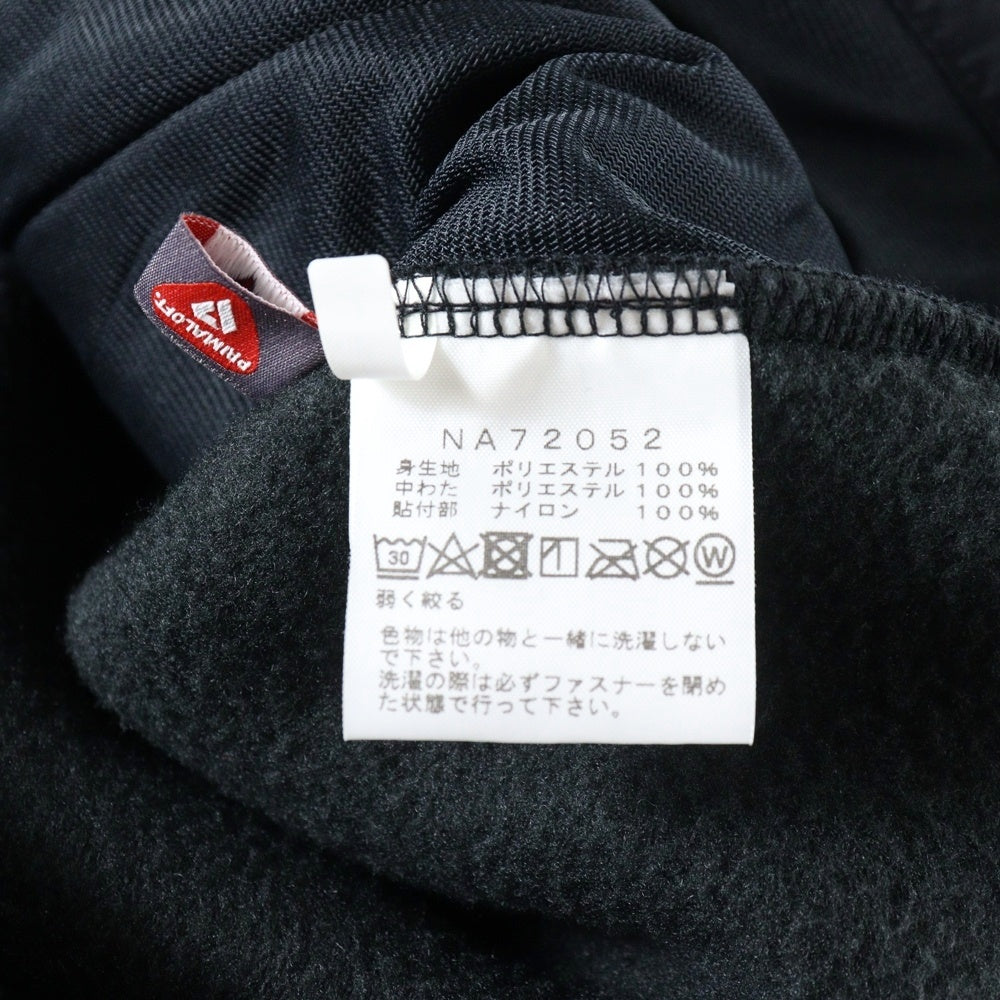 PRIMALOFT
NA72052
身生地 ポリエステル 100%
中わた ポリエステル 100%
貼付部 ナイロン 100%
30 W
弱く絞る
色物は他の物と一緒に洗濯しない
で下さい。
洗濯の際は必ずファスナーを閉め
た状態で行って下さい。